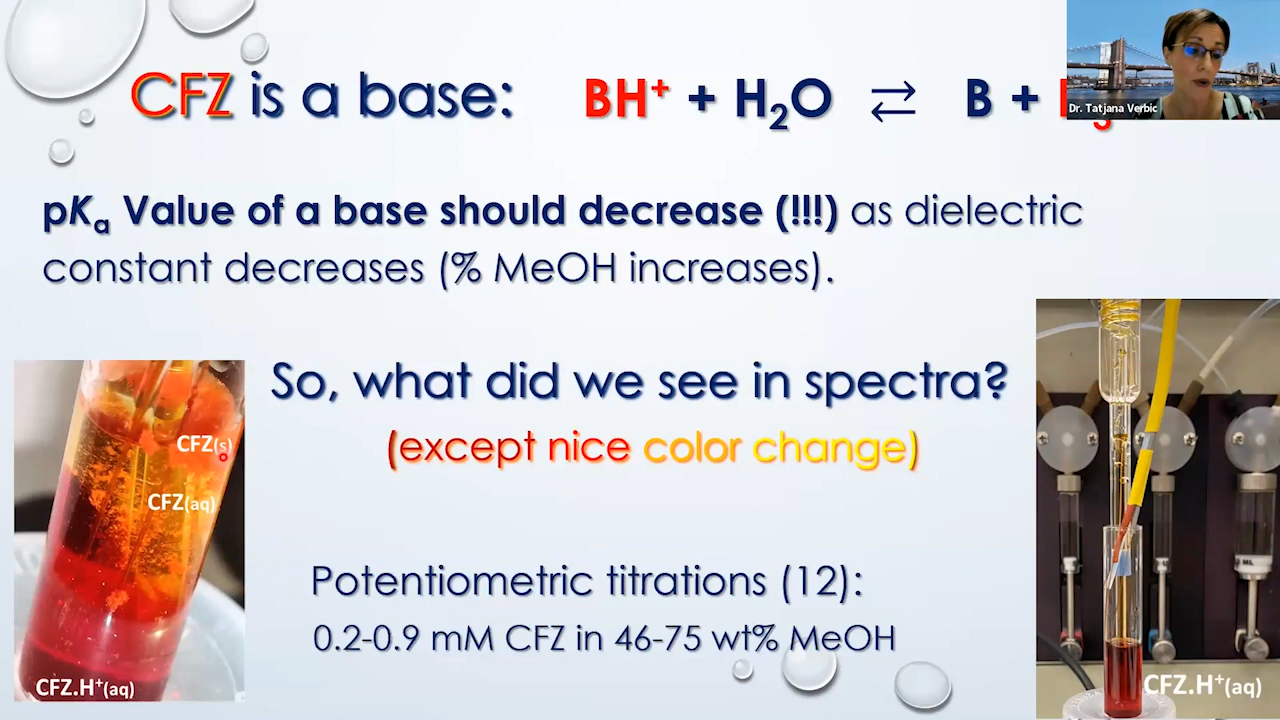 CFZ is a base: BH⁺ + H₂O ⇄ B +
Dr. Tatjana Verbic
pKₐ Value of a base should decrease (!!!) as dielectric
constant decreases (% MeOH increases).
So, what did we see in spectra?
(except nice color change)
CFZ(s)
CFZ(aq)
CFZ.H⁺(aq)
Potentiometric titrations (12):
0.2-0.9 mM CFZ in 46-75 wt% MeOH
ML
CFZ.H⁺(aq)